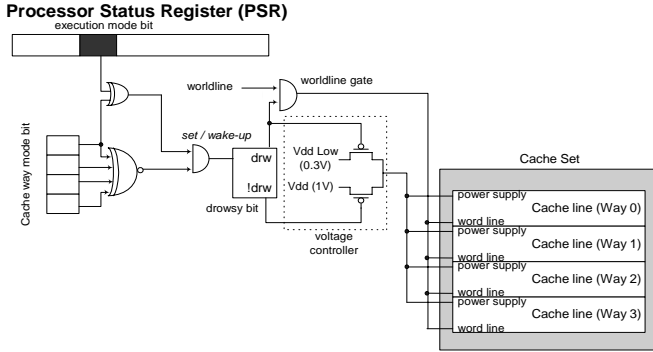 Processor Status Register (PSR)
execution mode bit
worldline
worldline gate
set / wake-up
Cache way mode bit
drw
!drw
drowsy bit
Vdd Low
(0.3V)
Vdd (1V)
voltage
controller
Cache Set
power supply
Cache line (Way 0)
word line
power supply
Cache line (Way 1)
word line
power supply
Cache line (Way 2)
word line
power supply
Cache line (Way 3)
word line